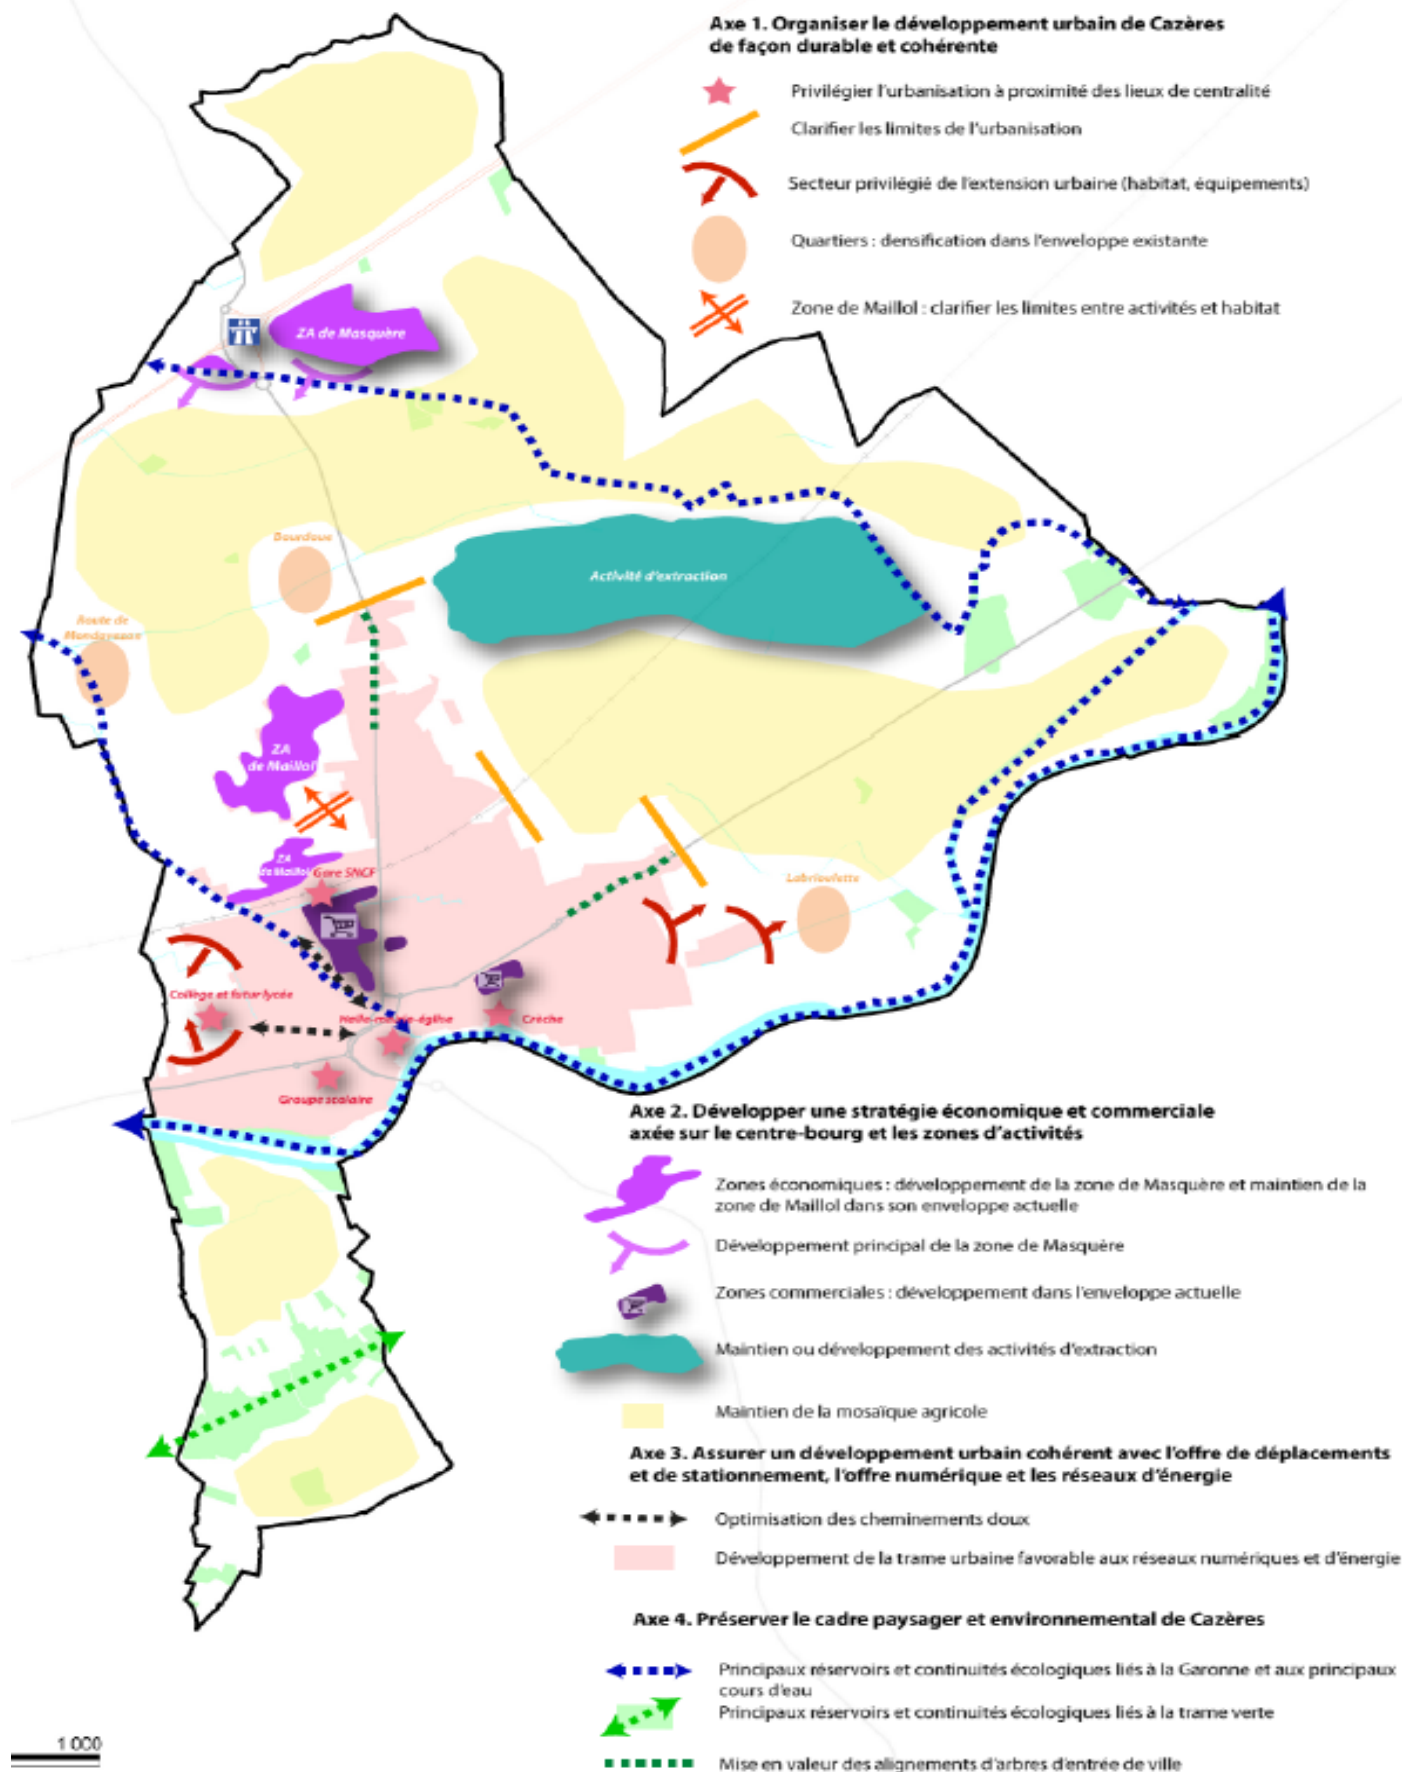 Axe 1. Organiser le développement urbain de Cazères
de façon durable et cohérente
Privilégier l'urbanisation à proximité des lieux de centralité
Clarifier les limites de l'urbanisation
Secteur privilégié de l'extension urbaine (habitat, équipements)
Quartiers : densification dans l'enveloppe existante
Zone de Maillol : clarifier les limites entre activités et habitat
ZA de Masquère
Bourdoue
Activité d'extraction
Route de
Mondavezan
ZA
de Maillol
ZA
de Maillol
Gare SNCF
Labrioulette
Collège et futur lycée
Halle-mairie-église
Crèche
Groupe scolaire
Axe 2. Développer une stratégie économique et commerciale
axée sur le centre-bourg et les zones d'activités
Zones économiques : développement de la zone de Masquère et maintien de la
zone de Maillol dans son enveloppe actuelle
Développement principal de la zone de Masquère
Zones commerciales : développement dans l'enveloppe actuelle
Maintien ou développement des activités d'extraction
Maintien de la mosaïque agricole
Axe 3. Assurer un développement urbain cohérent avec l'offre de déplacements
et de stationnement, l'offre numérique et les réseaux d'énergie
Optimisation des cheminements doux
Développement de la trame urbaine favorable aux réseaux numériques et d'énergie
Axe 4. Préserver le cadre paysager et environnemental de Cazères
Principaux réservoirs et continuités écologiques liés à la Garonne et aux principaux
cours d'eau
Principaux réservoirs et continuités écologiques liés à la trame verte
Mise en valeur des alignements d'arbres d'entrée de ville
1 000